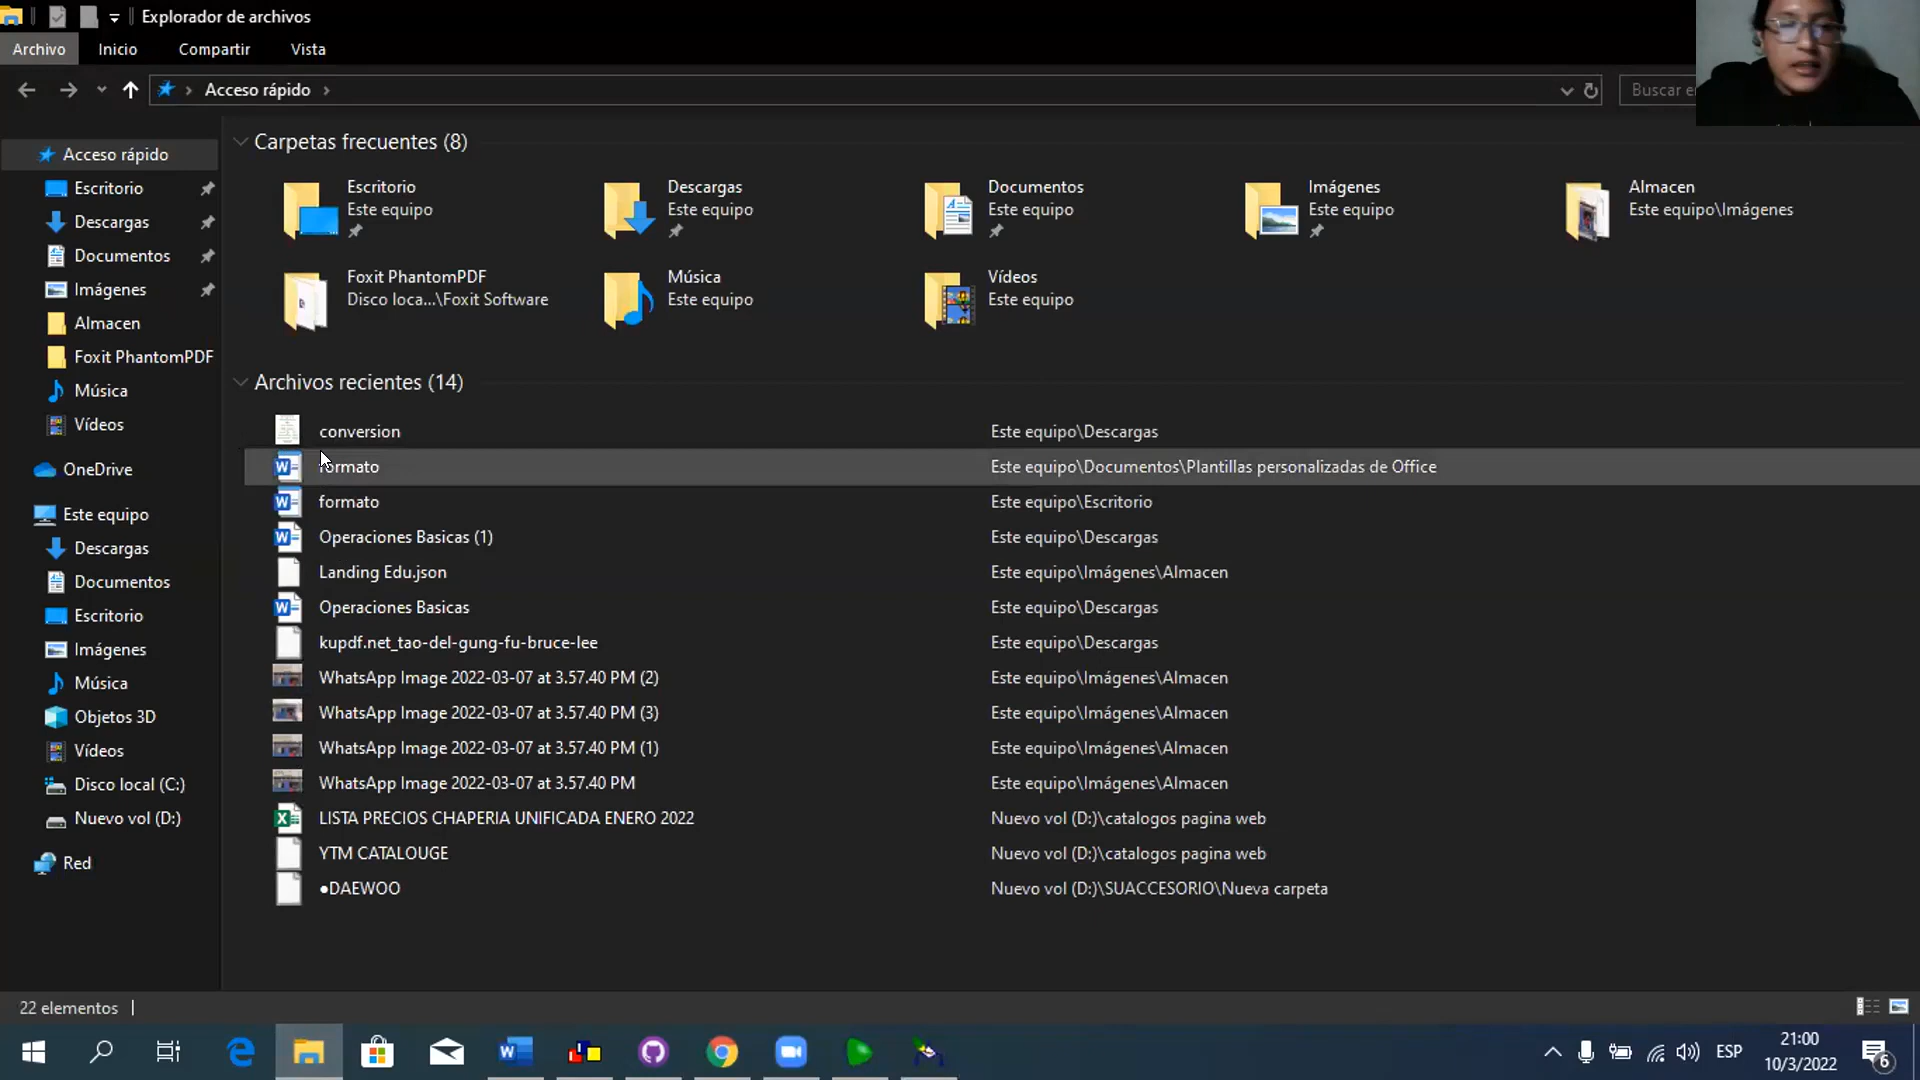 Explorador de archivos
Archivo Inicio Compartir Vista
Acceso rápido
Buscar e
Acceso rápido
Escritorio
Descargas
Documentos
Imágenes
Almacen
Foxit PhantomPDF
Música
Vídeos
OneDrive
Este equipo
Descargas
Documentos
Escritorio
Imágenes
Música
Objetos 3D
Vídeos
Disco local (C:)
Nuevo vol (D:)
Red
Carpetas frecuentes (8)
Escritorio
Este equipo
Descargas
Este equipo
Documentos
Este equipo
Imágenes
Este equipo
Almacen
Este equipo\Imágenes
Foxit PhantomPDF
Disco loca...\Foxit Software
Música
Este equipo
Vídeos
Este equipo
Archivos recientes (14)
conversion Este equipo\Descargas
formato Este equipo\Documentos\Plantillas personalizadas de Office
formato Este equipo\Escritorio
Operaciones Basicas (1) Este equipo\Descargas
Landing Edu.json Este equipo\Imágenes\Almacen
Operaciones Basicas Este equipo\Descargas
kupdf.net_tao-del-gung-fu-bruce-lee Este equipo\Descargas
WhatsApp Image 2022-03-07 at 3.57.40 PM (2) Este equipo\Imágenes\Almacen
WhatsApp Image 2022-03-07 at 3.57.40 PM (3) Este equipo\Imágenes\Almacen
WhatsApp Image 2022-03-07 at 3.57.40 PM (1) Este equipo\Imágenes\Almacen
WhatsApp Image 2022-03-07 at 3.57.40 PM Este equipo\Imágenes\Almacen
LISTA PRECIOS CHAPERIA UNIFICADA ENERO 2022 Nuevo vol (D:)\catalogos pagina web
YTM CATALOUGE Nuevo vol (D:)\catalogos pagina web
●DAEWOO Nuevo vol (D:)\SUACCESORIO\Nueva carpeta
22 elementos
ESP
21:00
10/3/2022
6